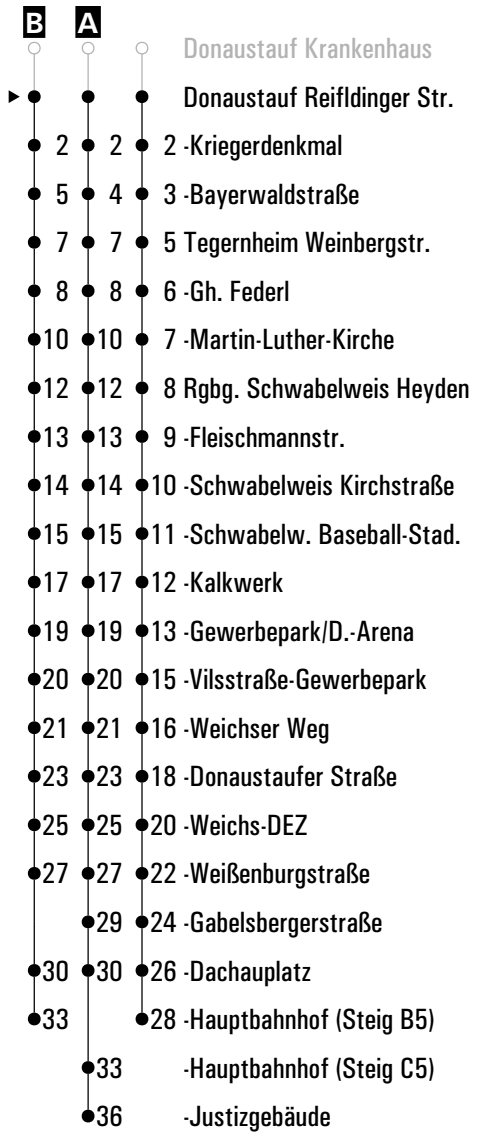 B A
Donaustauf Krankenhaus
Donaustauf Reifldinger Str.
2 2 2 -Kriegerdenkmal
5 4 3 -Bayerwaldstraße
7 7 5 Tegernheim Weinbergstr.
8 8 6 -Gh. Federl
10 10 7 -Martin-Luther-Kirche
12 12 8 Rgbg. Schwabelweis Heyden
13 13 9 -Fleischmannstr.
14 14 10 -Schwabelweis Kirchstraße
15 15 11 -Schwabelw. Baseball-Stad.
17 17 12 -Kalkwerk
19 19 13 -Gewerbepark/D.-Arena
20 20 15 -Vilsstraße-Gewerbepark
21 21 16 -Weichser Weg
23 23 18 -Donaustaufer Straße
25 25 20 -Weichs-DEZ
27 27 22 -Weißenburgstraße
29 24 -Gabelsbergerstraße
30 30 26 -Dachauplatz
33 28 -Hauptbahnhof (Steig B5)
33 -Hauptbahnhof (Steig C5)
36 -Justizgebäude